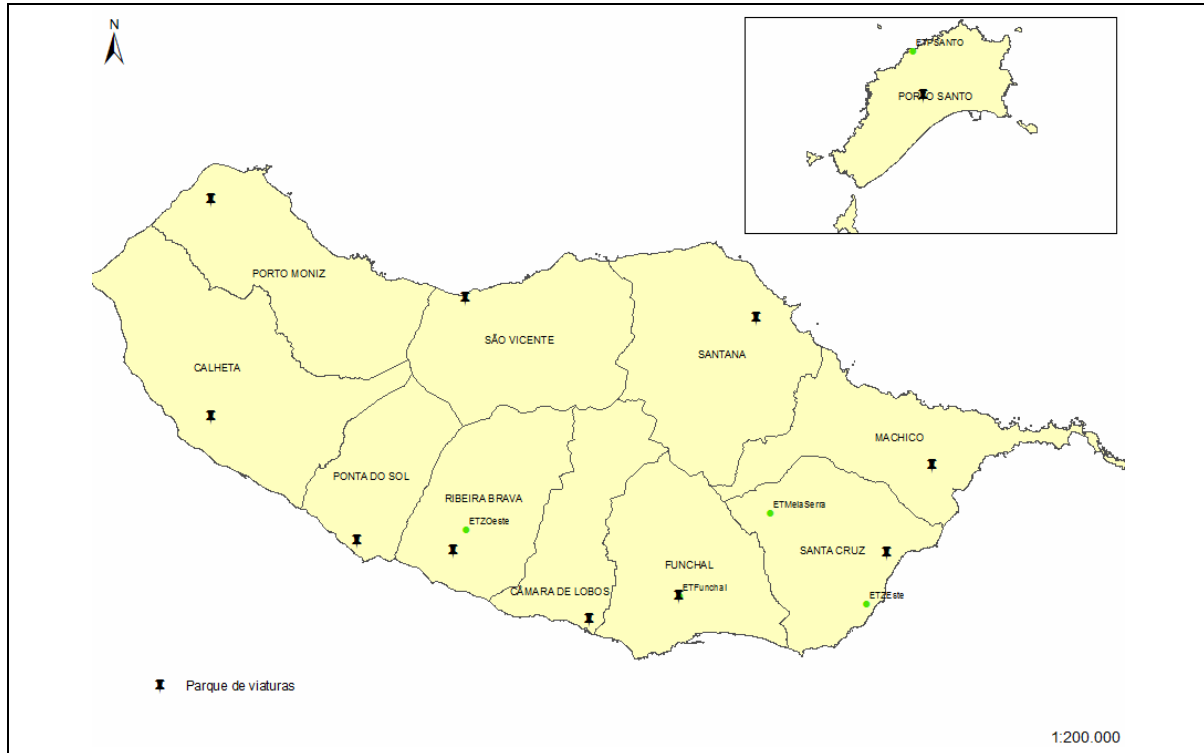 N
ETPSANTO
PORTO SANTO
PORTO MONIZ
SÃO VICENTE
SANTANA
CALHETA
MACHICO
PONTA DO SOL
RIBEIRA BRAVA
ETZOeste
ETMeiaSerra
SANTA CRUZ
FUNCHAL
ETFunchal
CÂMARA DE LOBOS
ETZEste
Parque de viaturas
1:200.000